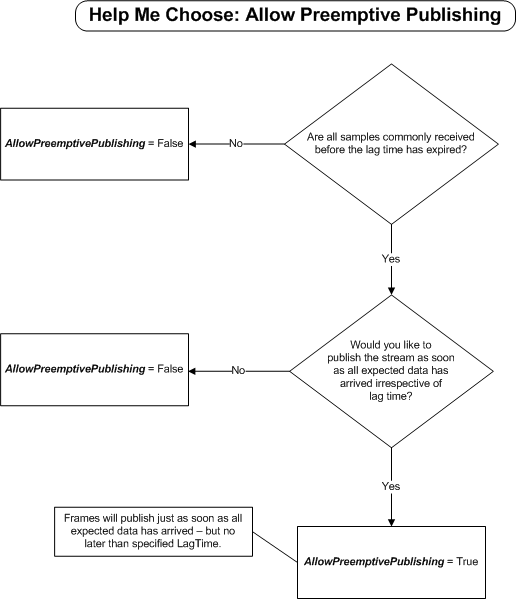 Help Me Choose: Allow Preemptive Publishing
Are all samples commonly received
before the lag time has expired?
No
AllowPreemptivePublishing = False
Yes
Would you like to
publish the stream as soon
as all expected data has
arrived irrespective of
lag time?
No
AllowPreemptivePublishing = False
Yes
Frames will publish just as soon as all
expected data has arrived – but no
later than specified LagTime.
AllowPreemptivePublishing = True